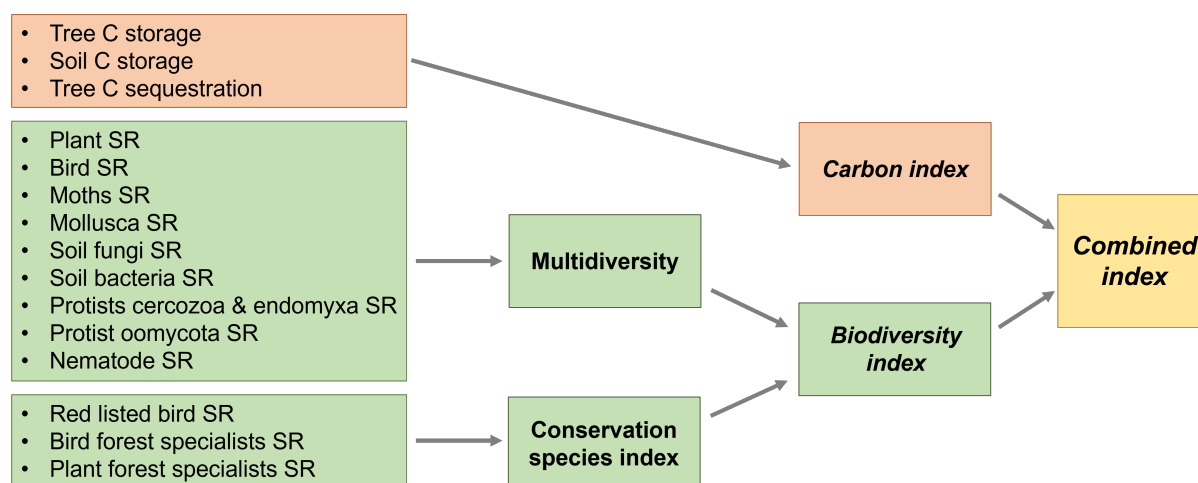 • Tree C storage
• Soil C storage
• Tree C sequestration
• Plant SR
• Bird SR
• Moths SR
• Mollusca SR
• Soil fungi SR
• Soil bacteria SR
• Protists cercozoa & endomyxa SR
• Protist oomycota SR
• Nematode SR
• Red listed bird SR
• Bird forest specialists SR
• Plant forest specialists SR
Multidiversity
Conservation
species index
Carbon index
Biodiversity
index
Combined
index